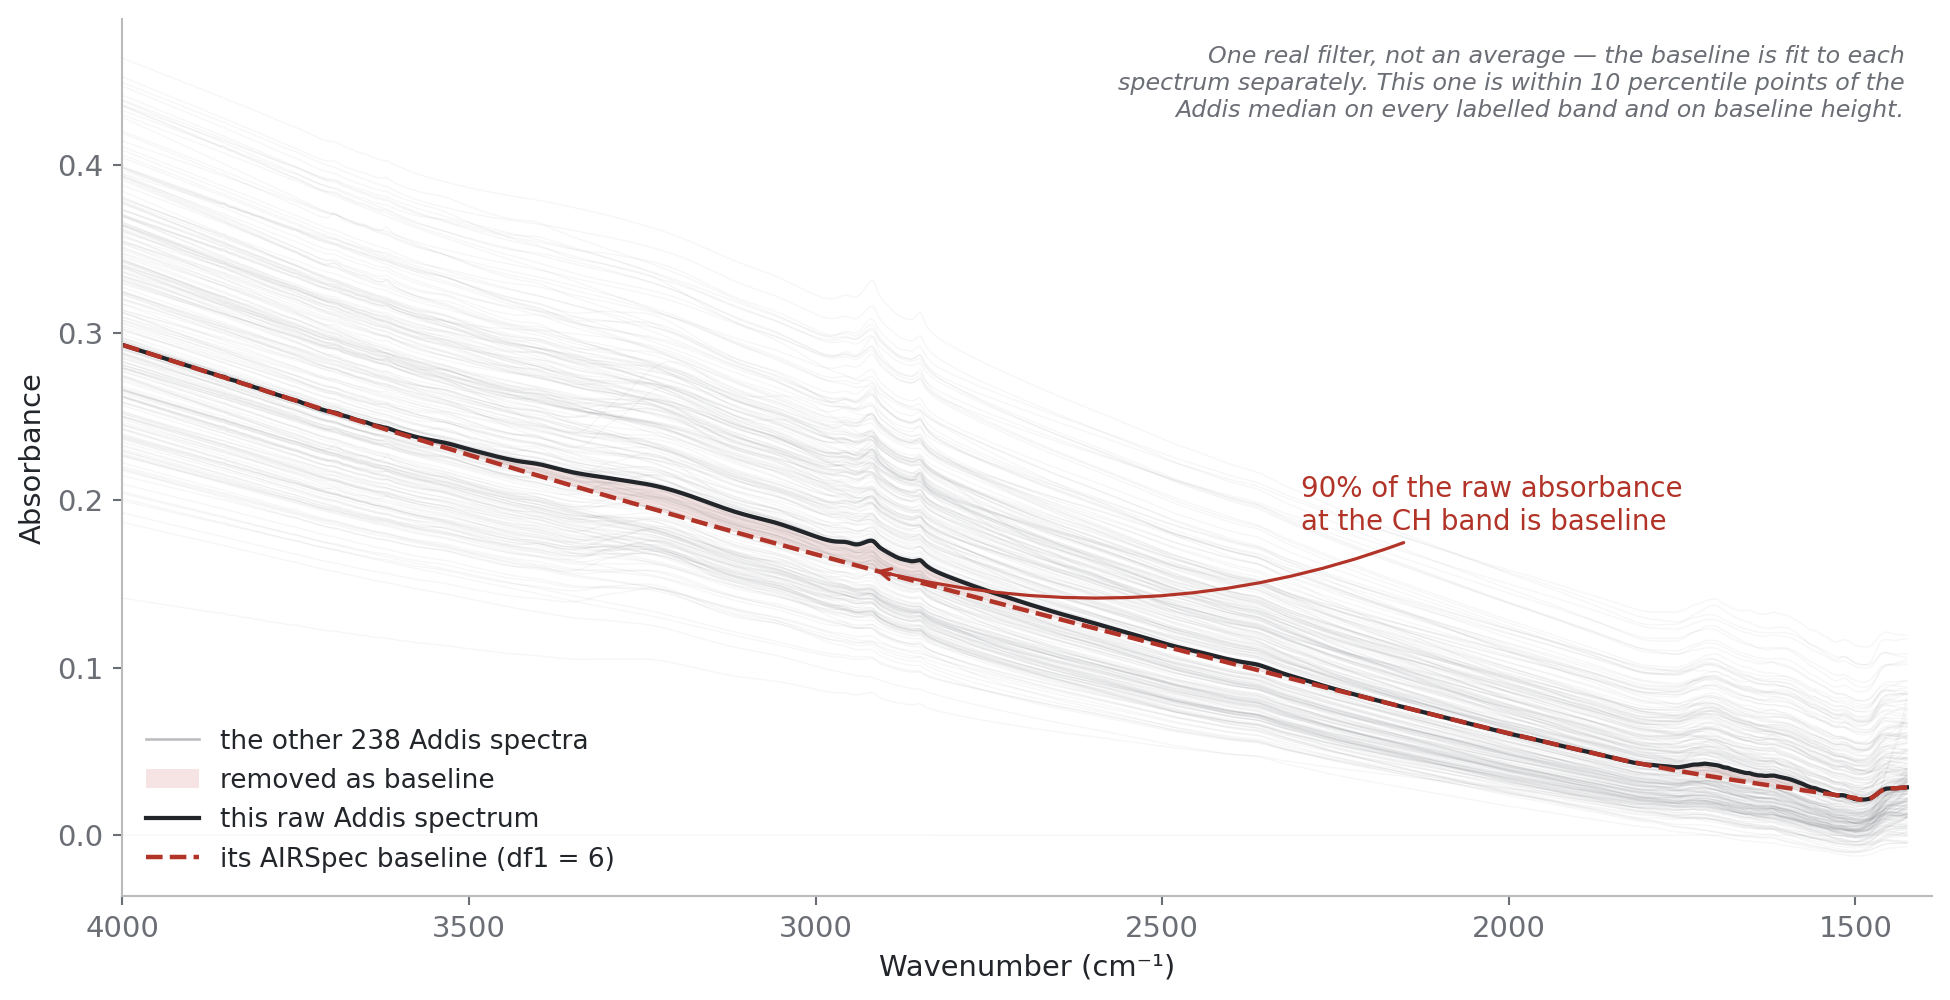 One real filter, not an average — the baseline is fit to each
spectrum separately. This one is within 10 percentile points of the
Addis median on every labelled band and on baseline height.
Absorbance
0.4
0.3
0.2
0.1
0.0
90% of the raw absorbance
at the CH band is baseline
the other 238 Addis spectra
removed as baseline
this raw Addis spectrum
its AIRSpec baseline (df1 = 6)
4000 3500 3000 2500 2000 1500
Wavenumber (cm⁻¹)